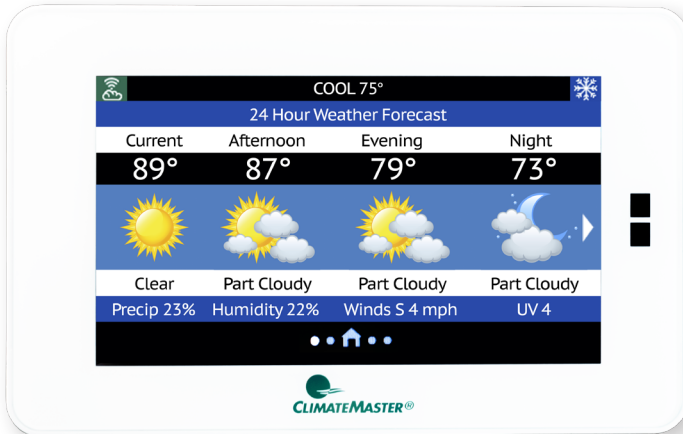 COOL 75°
24 Hour Weather Forecast
Current Afternoon Evening Night
89° 87° 79° 73°
Clear Part Cloudy Part Cloudy Part Cloudy
Precip 23% Humidity 22% Winds S 4 mph UV 4
CLIMATEMASTER®